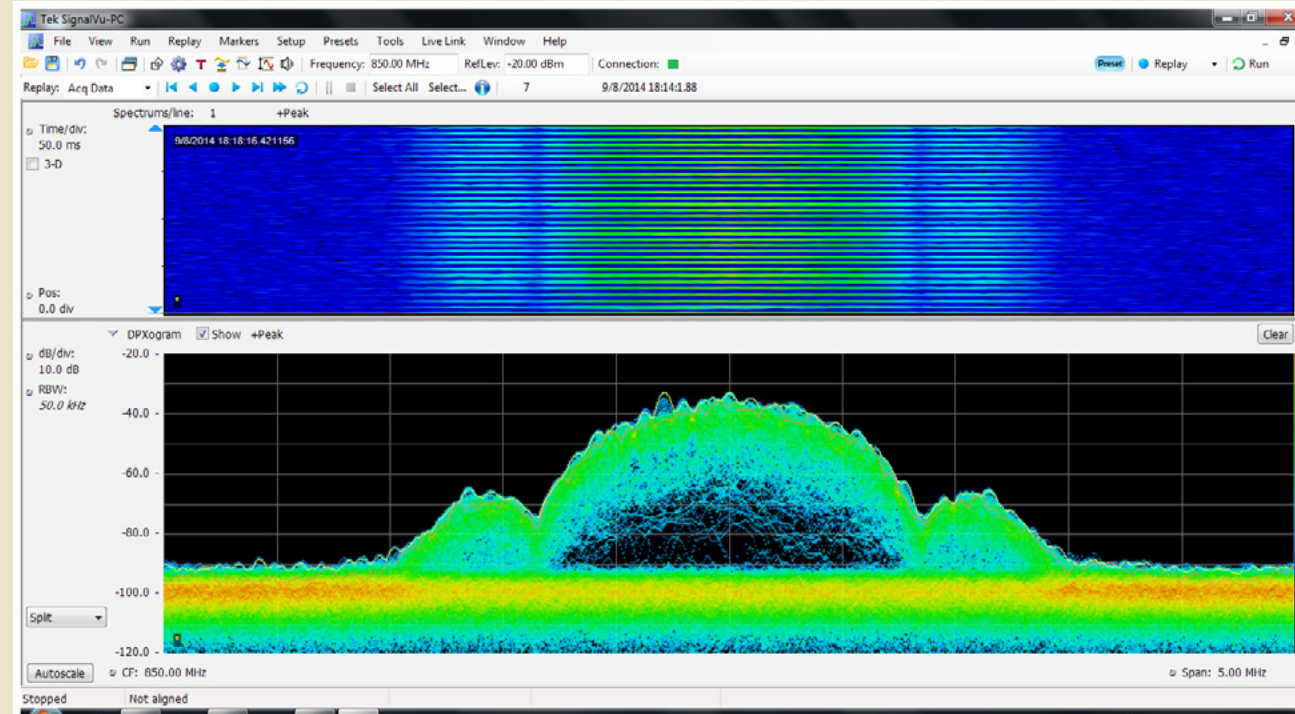 Tek SignalVu-PC
File View Run Replay Markers Setup Presets Tools Live Link Window Help
T Frequency: 850.00 MHz RefLev: -20.00 dBm Connection: Preset Replay Run
Replay: Acq Data Select All Select... 7 9/8/2014 18:14:1.88
Spectrums/line: 1 +Peak
Time/div:
50.0 ms
9/8/2014 18:18:16.421156
3-D
Pos:
0.0 div
DPXogram Show +Peak Clear
dB/div:
10.0 dB
-20.0
RBW:
50.0 kHz
-40.0
-60.0
-80.0
-100.0
Split
-120.0
Autoscale CF: 850.00 MHz Span: 5.00 MHz
Stopped Not aligned